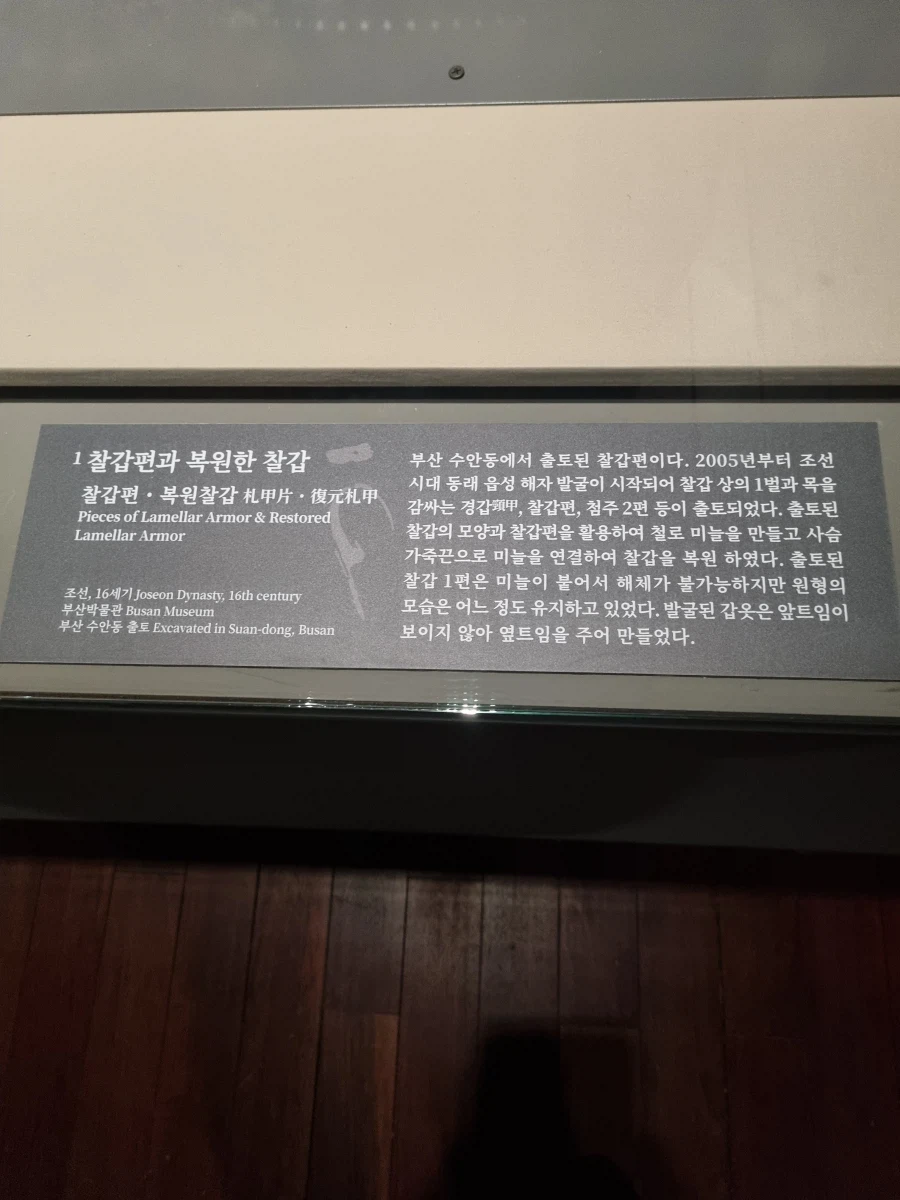 1 찰갑편과 복원한 찰갑
찰갑편・복원찰갑 札甲片・復元札甲
Pieces of Lamellar Armor & Restored
Lamellar Armor
조선, 16세기 Joseon Dynasty, 16th century
부산박물관 Busan Museum
부산 수안동 출토 Excavated in Suan-dong, Busan
부산 수안동에서 출토된 찰갑편이다. 2005년부터 조선
시대 동래 읍성 해자 발굴이 시작되어 찰갑 상의 1벌과 목을
감싸는 경갑頸甲, 찰갑편, 첨주 2편 등이 출토되었다. 출토된
찰갑의 모양과 찰갑편을 활용하여 철로 미늘을 만들고 사슴
가죽끈으로 미늘을 연결하여 찰갑을 복원 하였다. 출토된
찰갑 1편은 미늘이 붙어서 해체가 불가능하지만 원형의
모습은 어느 정도 유지하고 있었다. 발굴된 갑옷은 앞트임이
보이지 않아 옆트임을 주어 만들었다.